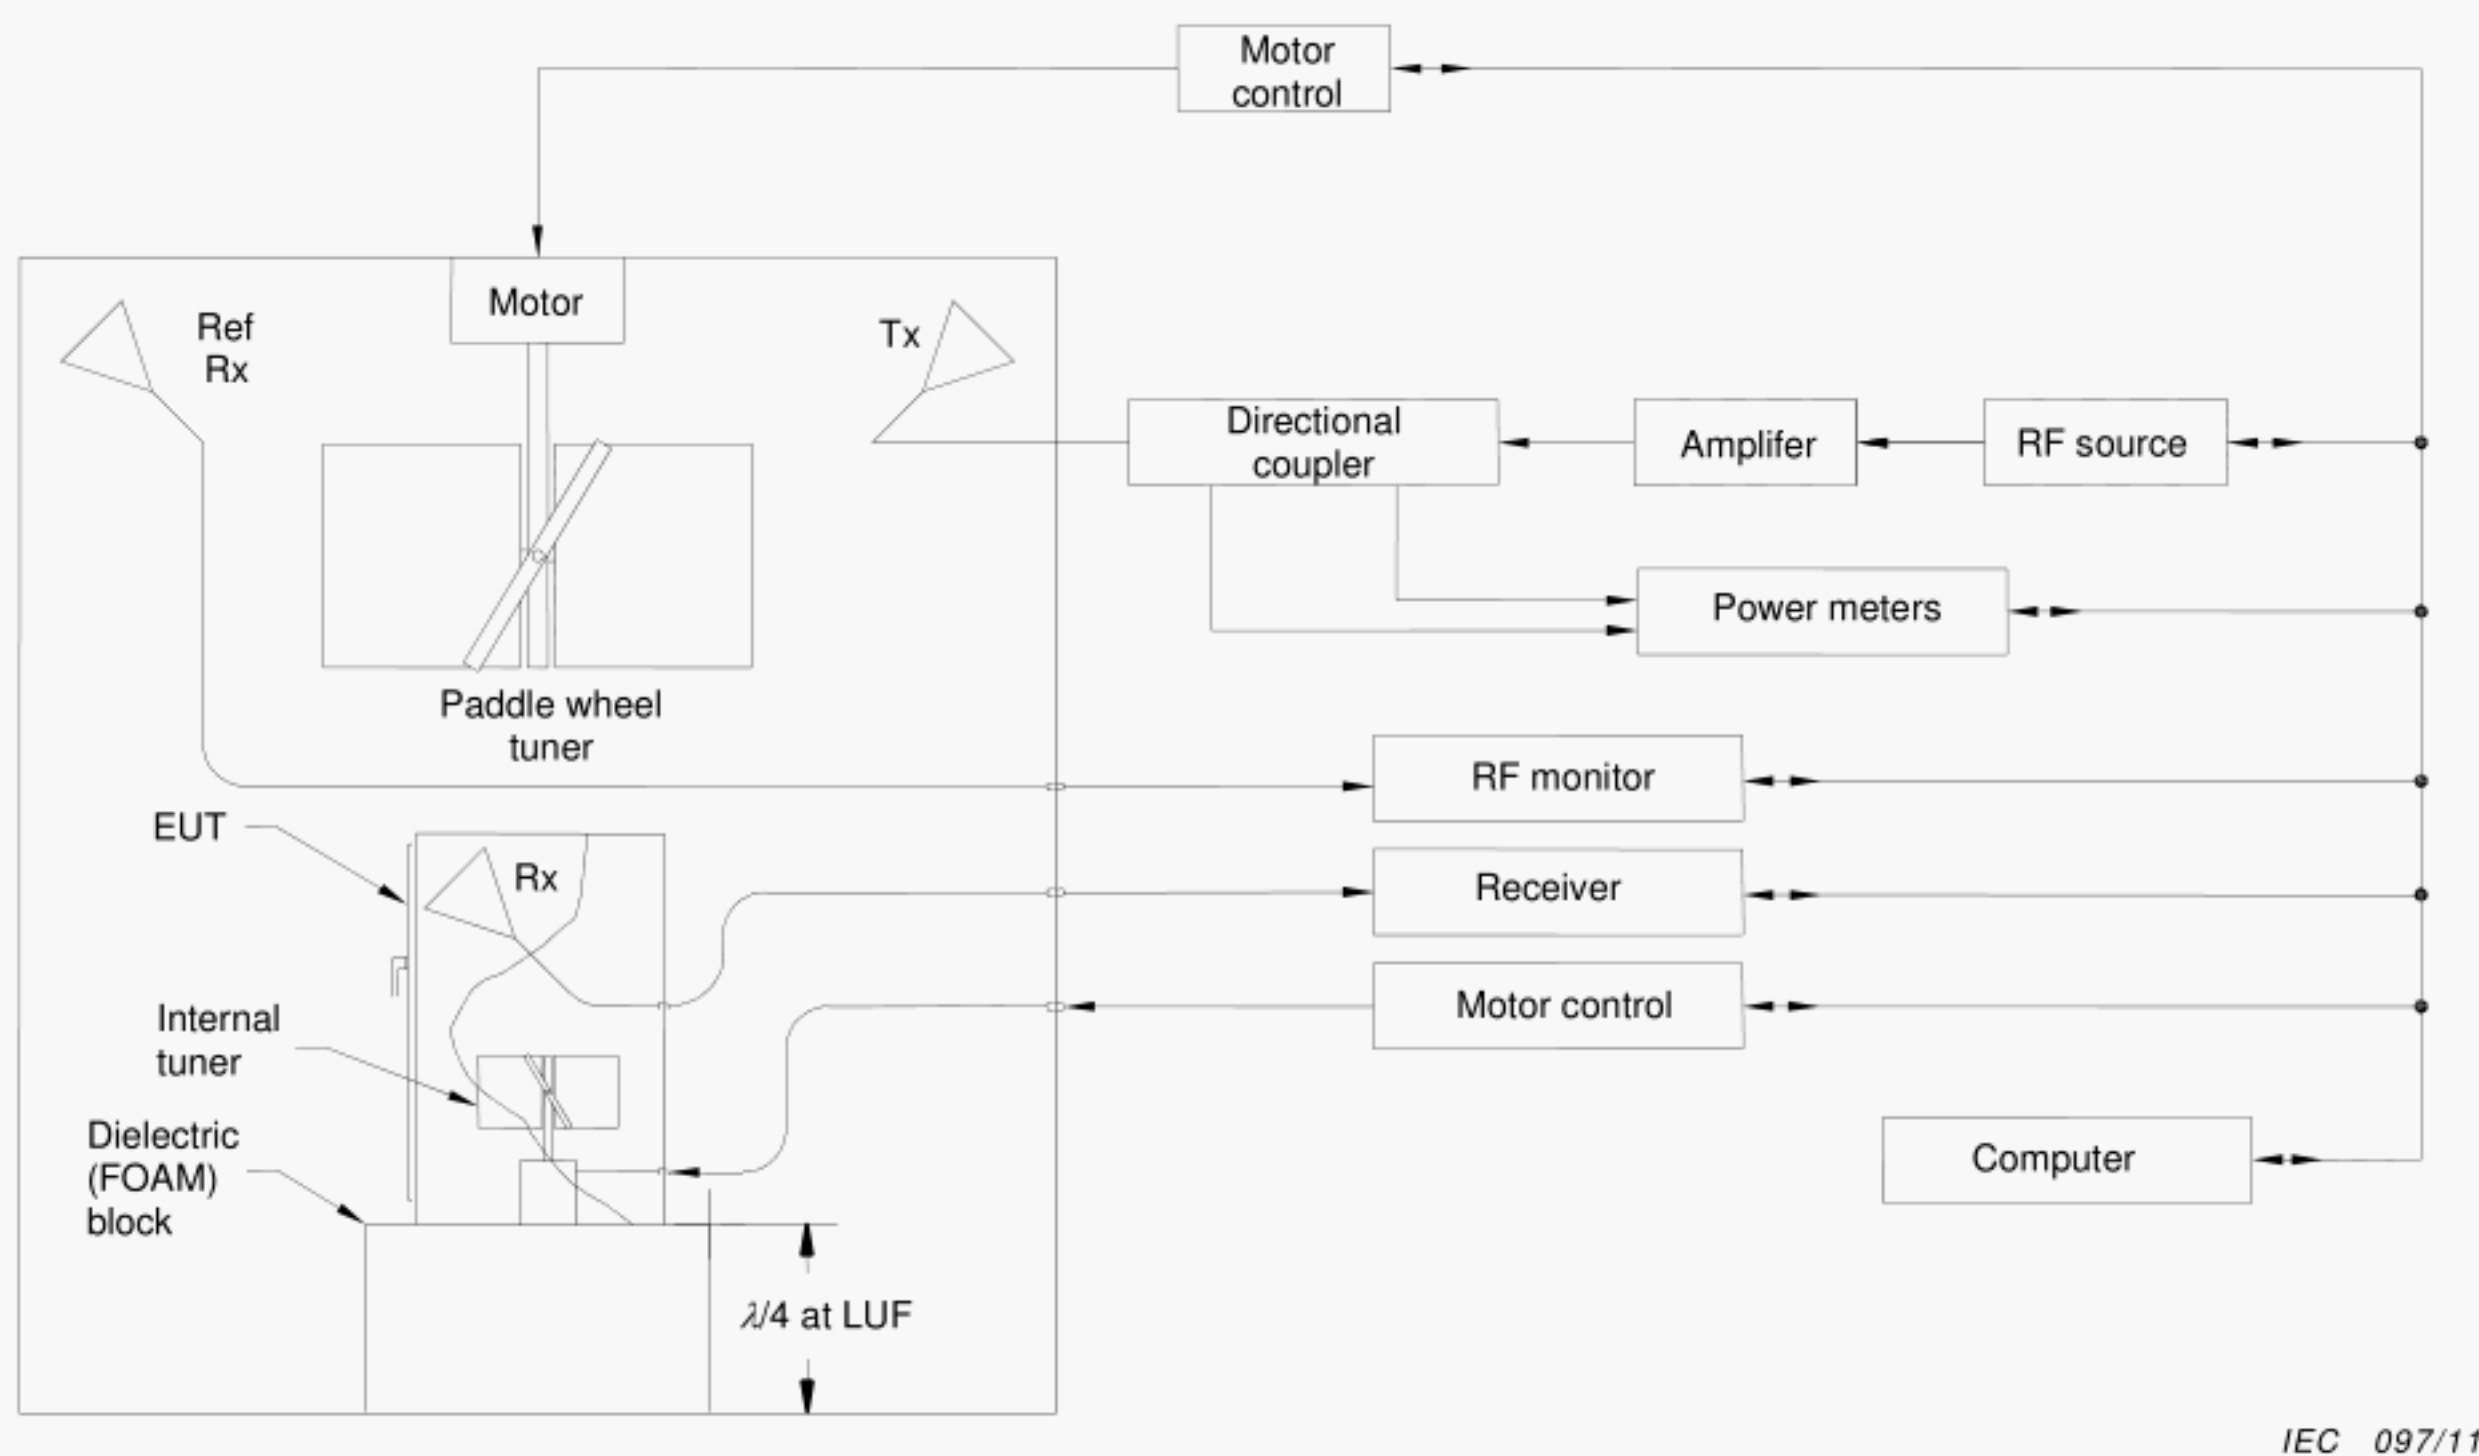 Motor
control
Motor
Ref
Rx
Tx
Directional
coupler
Amplifer
RF source
Power meters
Paddle wheel
tuner
RF monitor
EUT
Rx
Receiver
Internal
tuner
Motor control
Dielectric
(FOAM)
block
Computer
λ/4 at LUF
IEC 097/11